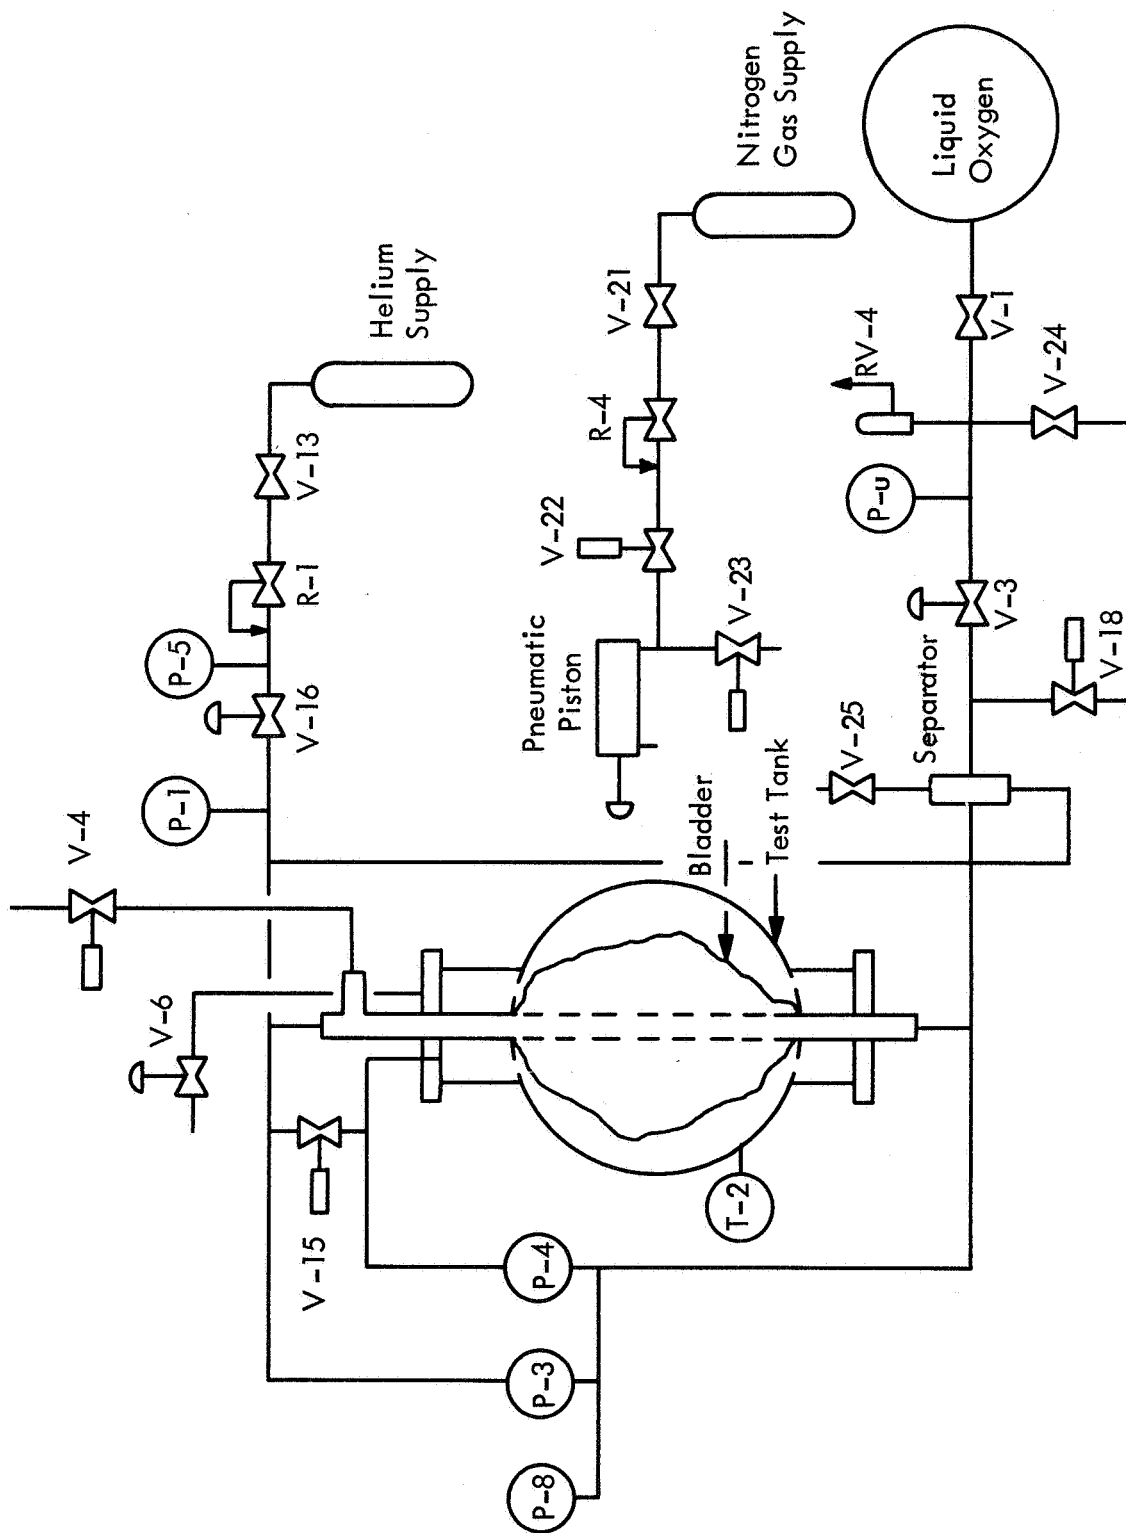 V-4
V-6
P-1
P-5
V-16
R-1
V-13
Helium
Supply
V-15
Pneumatic
Piston
V-22
R-4
V-21
Nitrogen
Gas Supply
V-23
Bladder
Test Tank
P-8
P-3
P-4
T-2
V-25
Separator
V-3
P-U
RV-4
V-1
Liquid
Oxygen
V-18
V-24